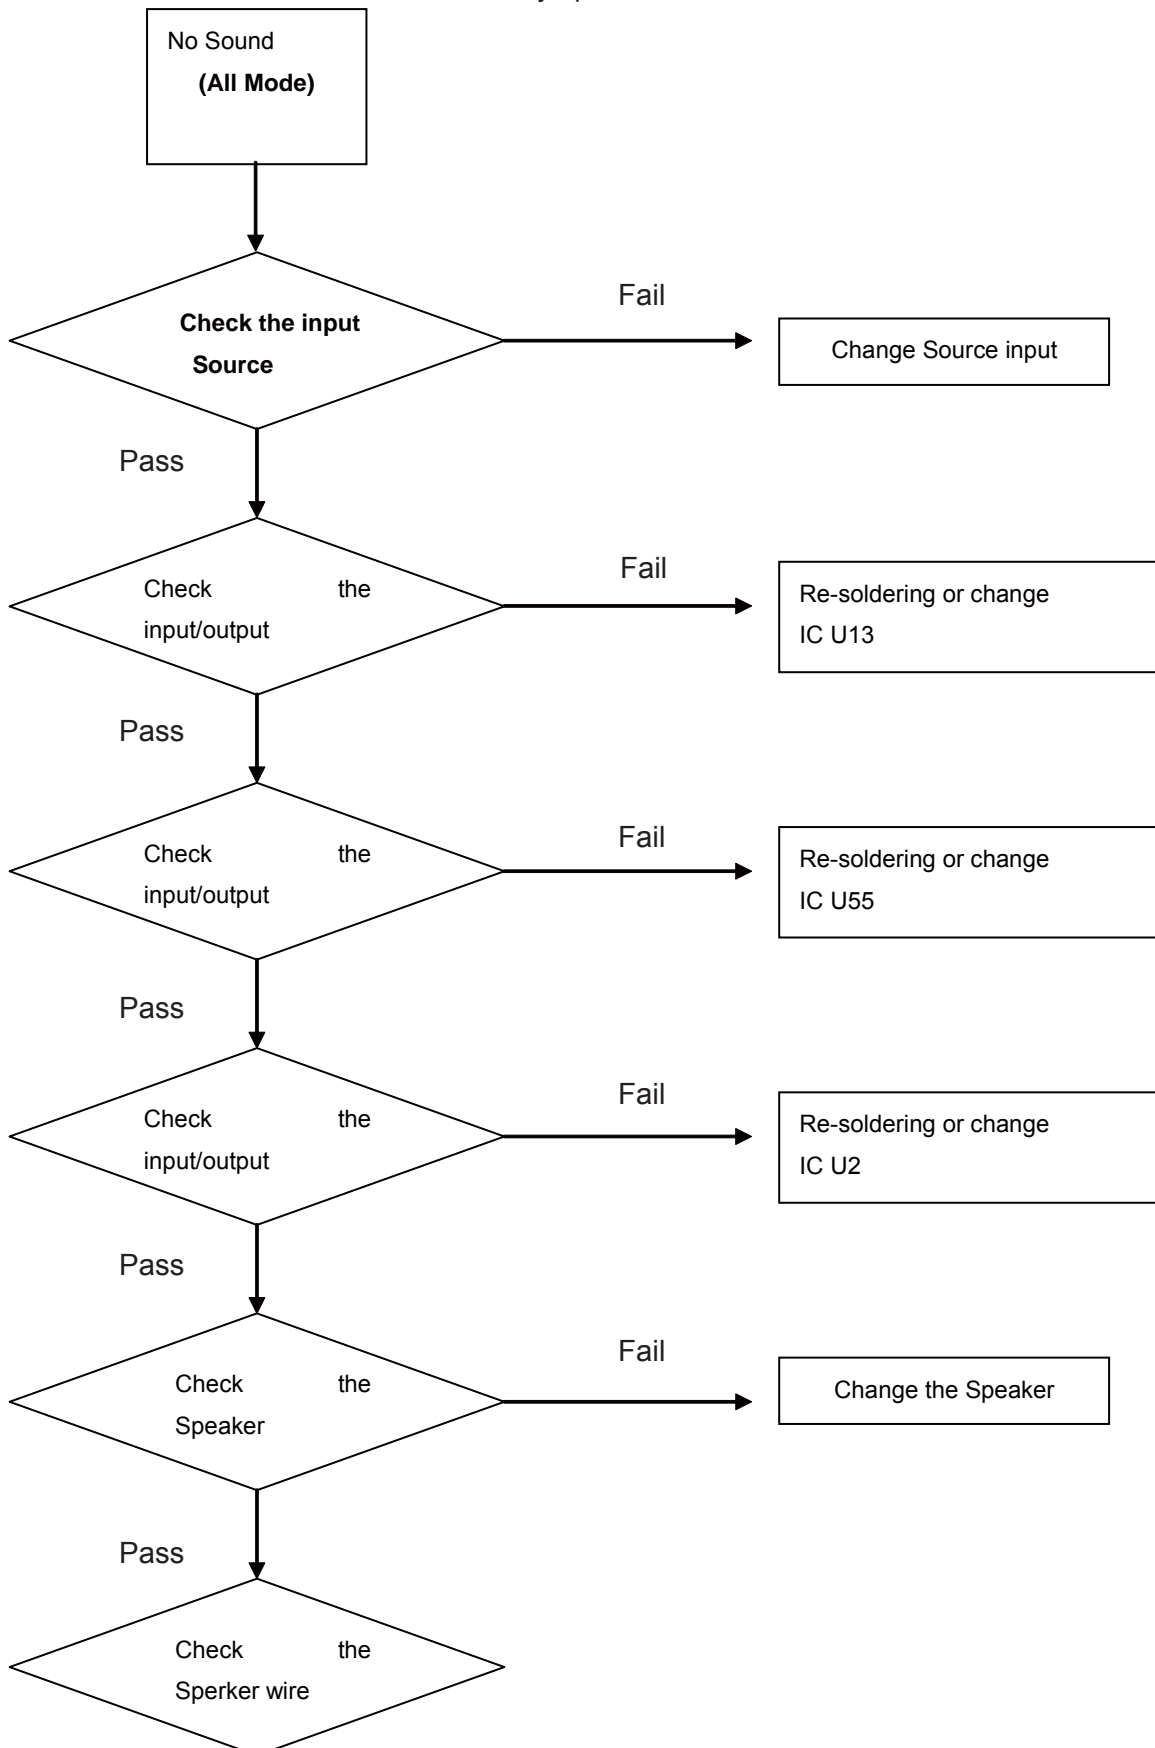 No Sound
(All Mode)
Fail
Check the input
Source
Change Source input
Pass
Fail
Check the
input/output
Re-soldering or change
IC U13
Pass
Fail
Check the
input/output
Re-soldering or change
IC U55
Pass
Fail
Check the
input/output
Re-soldering or change
IC U2
Pass
Fail
Check the
Speaker
Change the Speaker
Pass
Check the
Sperker wire